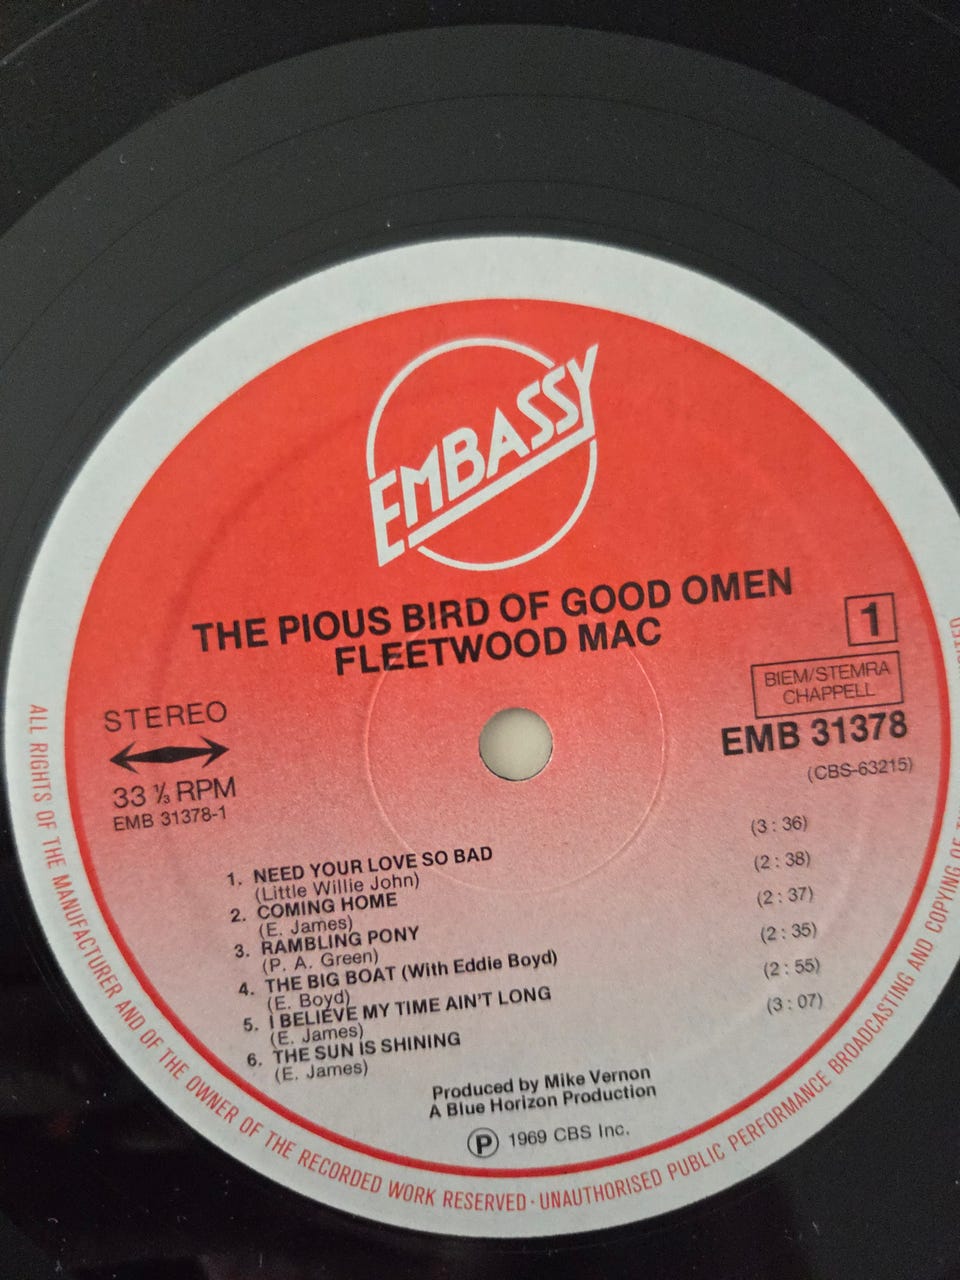 EMBASSY
THE PIOUS BIRD OF GOOD OMEN
FLEETWOOD MAC
1
BIEM/STEMRA
CHAPPELL
EMB 31378
(CBS-63215)
STEREO
33 ⅓ RPM
EMB 31378-1
1. NEED YOUR LOVE SO BAD (3:36)
(Little Willie John)
2. COMING HOME (2:38)
(E. James)
3. RAMBLING PONY (2:37)
(P. A. Green)
4. THE BIG BOAT (With Eddie Boyd) (2:35)
(E. Boyd)
5. I BELIEVE MY TIME AIN'T LONG (2:55)
(E. James)
6. THE SUN IS SHINING (3:07)
(E. James)
Produced by Mike Vernon
A Blue Horizon Production
Ⓟ 1969 CBS Inc.
ALL RIGHTS OF THE MANUFACTURER AND OF THE OWNER OF THE RECORDED WORK RESERVED · UNAUTHORISED PUBLIC PERFORMANCE BROADCASTING AND COPYING OF